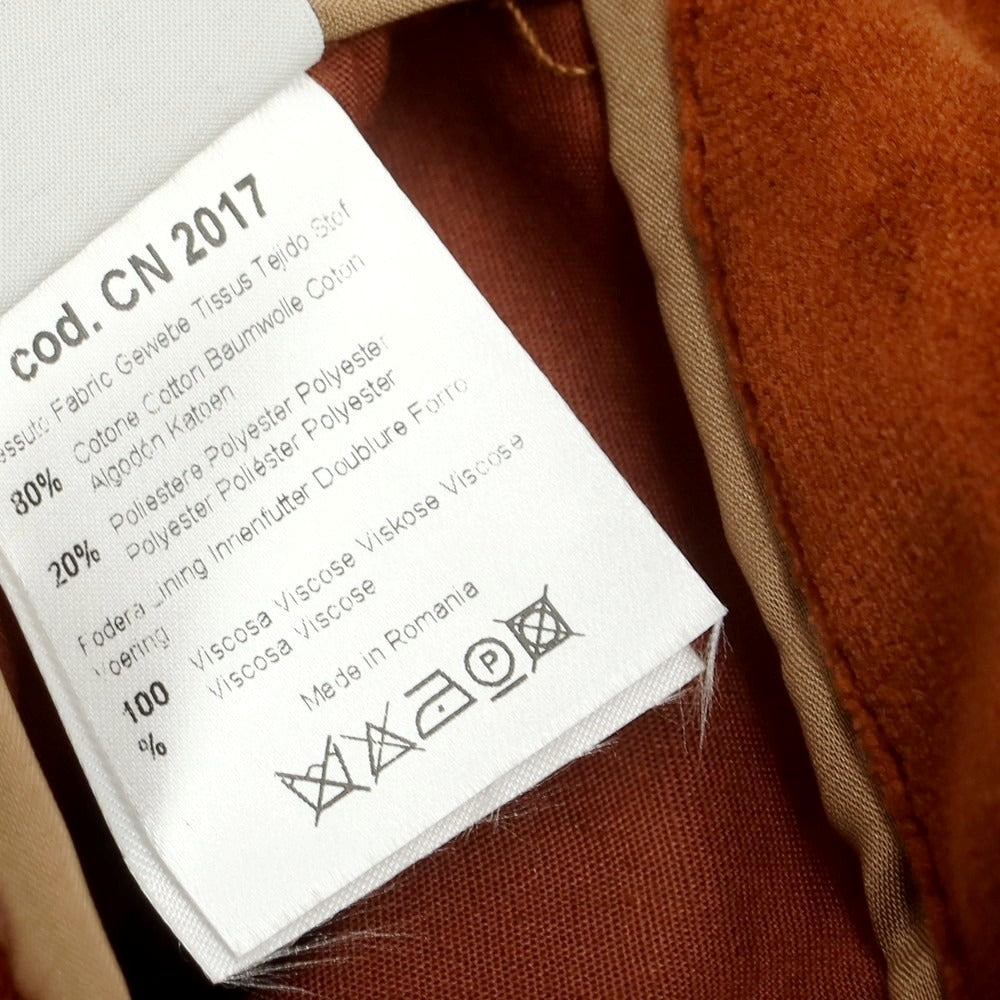 cod. CN 2017
essuto Fabric Gewebe Tissus Tejido Stof
80% Cotone Cotton Baumwolle Coton
Algodón Katoen
20% Poliestere Polyester Polyester
Polyester Poliéster Polyester
Fodera Lining Innenfutter Doublure Forro
Voering
100 Viscosa Viscose Viskose Viscose
% Viscosa Viscose
Made in Romania
P